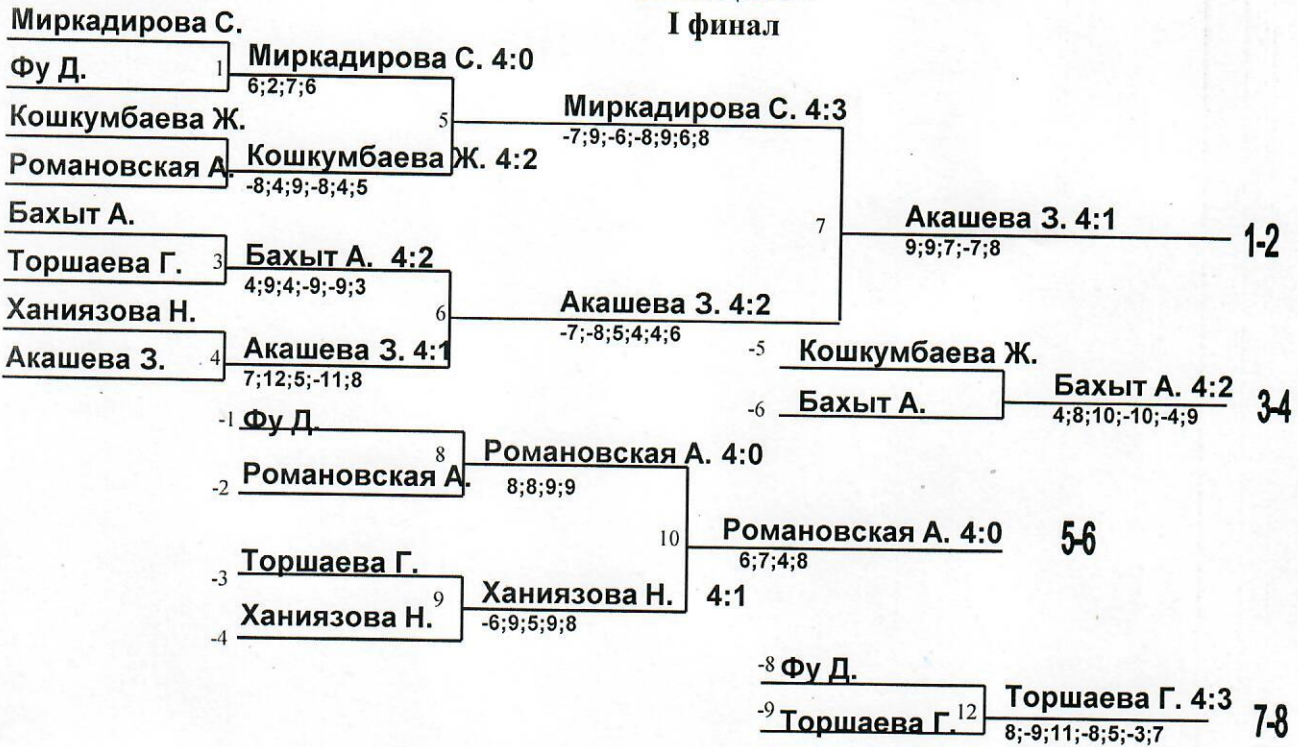 I финал
Миркадирова С.
Фу Д.
1
Миркадирова С. 4:0
6;2;7;6
Кошкумбаева Ж.
Романовская А.
Кошкумбаева Ж. 4:2
-8;4;9;-8;4;5
5
Миркадирова С. 4:3
-7;9;-6;-8;9;6;8
Бахыт А.
Торшаева Г.
3
Бахыт А. 4:2
4;9;4;-9;-9;3
Ханиязова Н.
Акашева З.
4
Акашева З. 4:1
7;12;5;-11;8
6
Акашева З. 4:2
-7;-8;5;4;4;6
7
Акашева З. 4:1
9;9;7;-7;8
1-2
-5 Кошкумбаева Ж.
-6 Бахыт А.
Бахыт А. 4:2
4;8;10;-10;-4;9
3-4
-1 Фу Д.
-2 Романовская А.
8
Романовская А. 4:0
8;8;9;9
-3 Торшаева Г.
-4 Ханиязова Н.
9
Ханиязова Н. 4:1
-6;9;5;9;8
10
Романовская А. 4:0
6;7;4;8
5-6
-8 Фу Д.
-9 Торшаева Г.
12
Торшаева Г. 4:3
8;-9;11;-8;5;-3;7
7-8